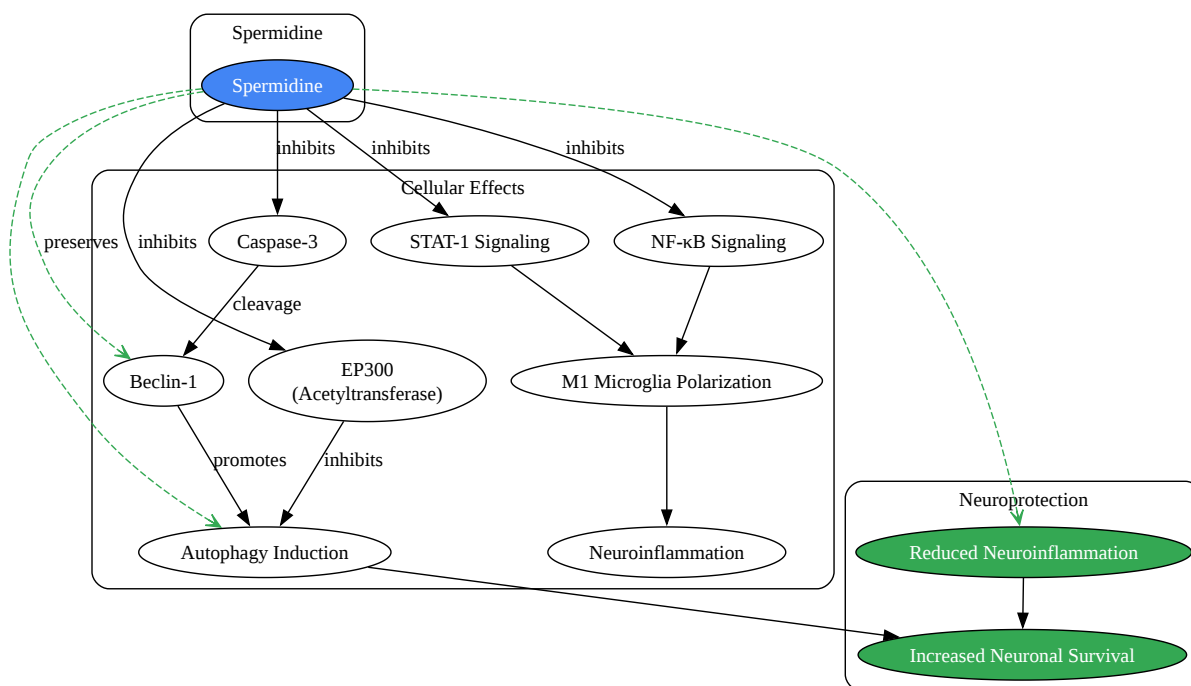 Spermidine
Spermidine
inhibits
inhibits
inhibits
Cellular Effects
preserves
inhibits
Caspase-3
STAT-1 Signaling
NF-κB Signaling
cleavage
Beclin-1
EP300
(Acetyltransferase)
M1 Microglia Polarization
promotes
inhibits
Neuroprotection
Autophagy Induction
Neuroinflammation
Reduced Neuroinflammation
Increased Neuronal Survival